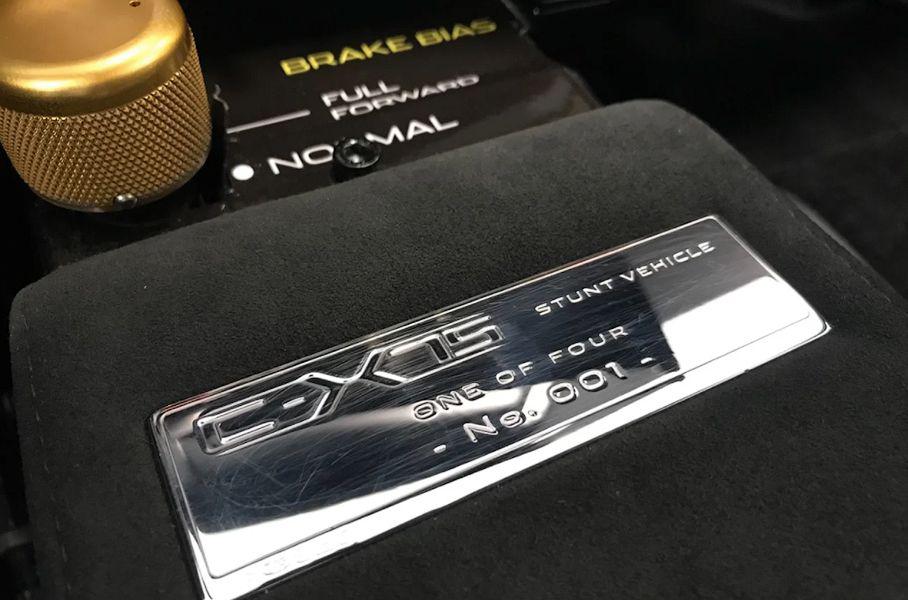 BRAKE BIAS
FULL
FORWARD
NORMAL
C-X75
STUNT VEHICLE
ONE OF FOUR
- No. 001 -